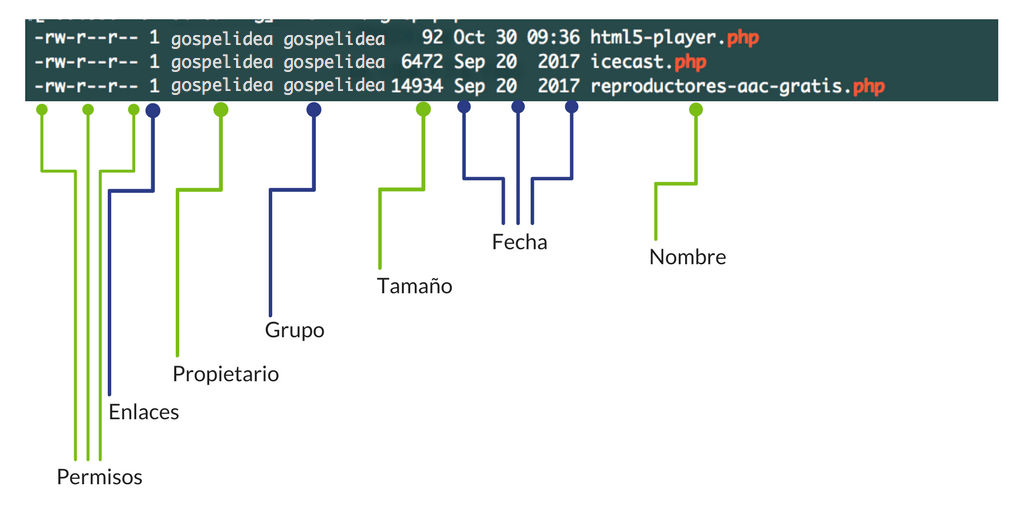 -rw-r--r-- 1 gospelidea gospelidea 92 Oct 30 09:36 html5-player.php
-rw-r--r-- 1 gospelidea gospelidea 6472 Sep 20 2017 icecast.php
-rw-r--r-- 1 gospelidea gospelidea 14934 Sep 20 2017 reproductores-aac-gratis.php
Fecha
Nombre
Tamaño
Grupo
Propietario
Enlaces
Permisos